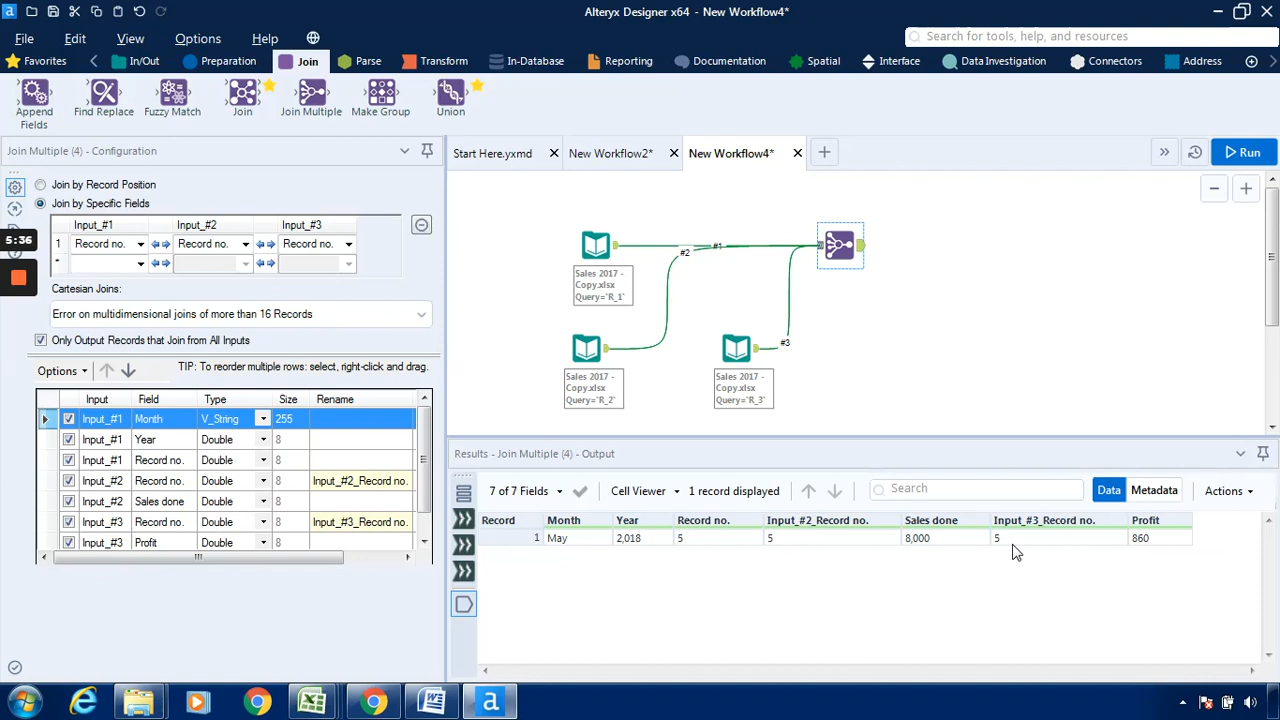 Alteryx Designer x64 - New Workflow4*
File Edit View Options Help
Search for tools, help, and resources
Favorites In/Out Preparation Join Parse Transform In-Database Reporting Documentation Spatial Interface Data Investigation Connectors Address
Append Fields Find Replace Fuzzy Match Join Join Multiple Make Group Union
Join Multiple (4) - Configuration
Join by Record Position
Join by Specific Fields
Input_#1 Input_#2 Input_#3
1 Record no. Record no. Record no.
*
5:36
Cartesian Joins:
Error on multidimensional joins of more than 16 Records
Only Output Records that Join from All Inputs
Options TIP: To reorder multiple rows: select, right-click and drag.
Input Field Type Size Rename
Input_#1 Month V_String 255
Input_#1 Year Double 8
Input_#1 Record no. Double 8
Input_#2 Record no. Double 8 Input_#2_Record no.
Input_#2 Sales done Double 8
Input_#3 Record no. Double 8 Input_#3_Record no.
Input_#3 Profit Double 8
Start Here.yxmd New Workflow2* New Workflow4*
Run
#1
#2
#3
Sales 2017 -
Copy.xlsx
Query=`R_1`
Sales 2017 -
Copy.xlsx
Query=`R_2`
Sales 2017 -
Copy.xlsx
Query=`R_3`
Results - Join Multiple (4) - Output
7 of 7 Fields Cell Viewer 1 record displayed Search Data Metadata Actions
Record Month Year Record no. Input_#2_Record no. Sales done Input_#3_Record no. Profit
1 May 2,018 5 5 8,000 5 860